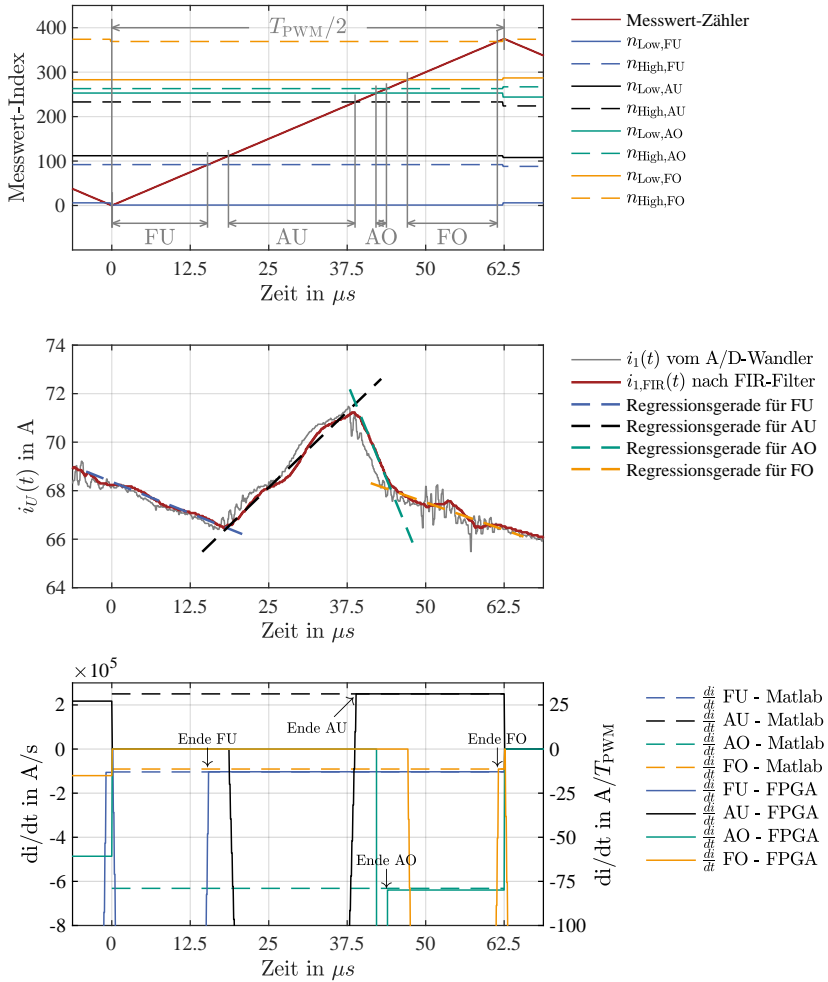 400
300
200
100
0
Messwert-Index
T_PWM/2
FU
AU
AO
FO
0
12.5
25
37.5
50
62.5
Zeit in μs
Messwert-Zähler
n_Low,FU
n_High,FU
n_Low,AU
n_High,AU
n_Low,AO
n_High,AO
n_Low,FO
n_High,FO
74
72
70
68
66
64
i_U(t) in A
0
12.5
25
37.5
50
62.5
Zeit in μs
i_1(t) vom A/D-Wandler
i_1,FIR(t) nach FIR-Filter
Regressionsgerade für FU
Regressionsgerade für AU
Regressionsgerade für AO
Regressionsgerade für FO
×10^5
2
0
-2
-4
-6
-8
di/dt in A/s
Ende FU
Ende AU
Ende FO
Ende AO
25
0
-25
-50
-75
-100
di/dt in A/T_PWM
0
12.5
25
37.5
50
62.5
Zeit in μs
di/dt FU - Matlab
di/dt AU - Matlab
di/dt AO - Matlab
di/dt FO - Matlab
di/dt FU - FPGA
di/dt AU - FPGA
di/dt AO - FPGA
di/dt FO - FPGA